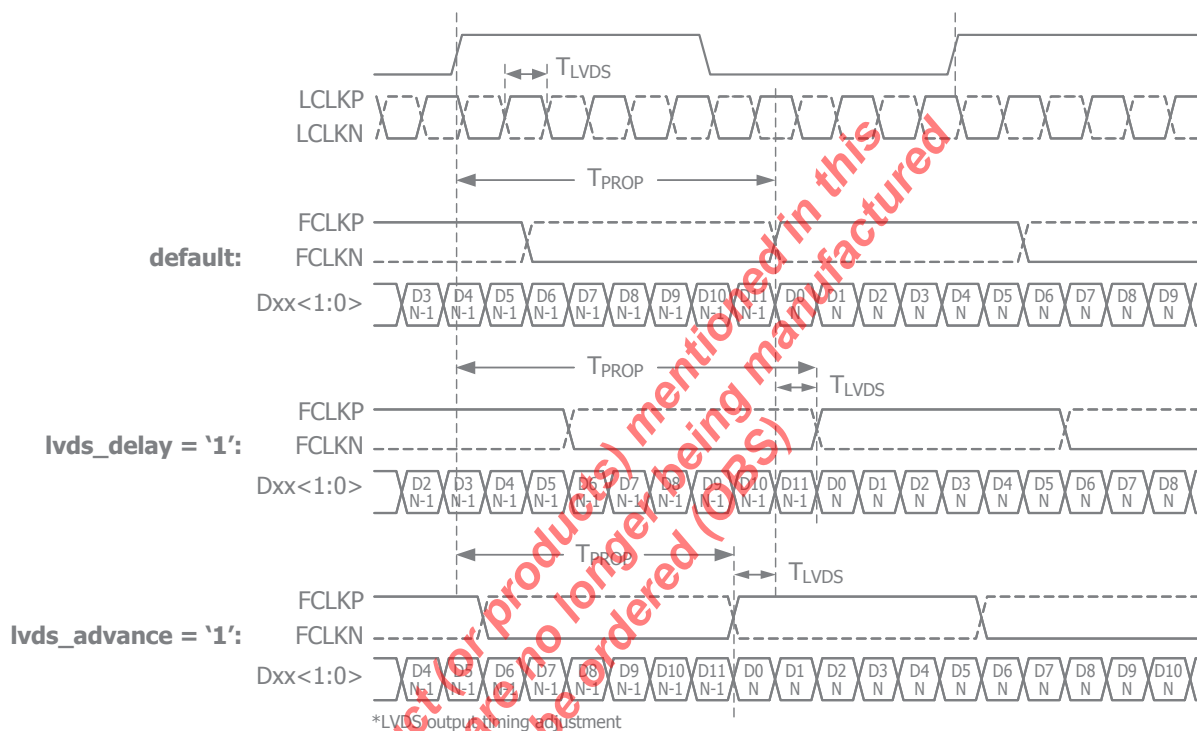 TLVDS
LCLKP
LCLKN
TPROP
FCLKP
default:
FCLKN
Dxx<1:0>
D3 D4 D5 D6 D7 D8 D9 D10 D11 D0 D1 D2 D3 D4 D5 D6 D7 D8 D9
N-1 N-1 N-1 N-1 N-1 N-1 N-1 N-1 N-1 N N N N N N N N N N
TPROP
TLVDS
FCLKP
lvds_delay = ‘1’:
FCLKN
Dxx<1:0>
D2 D3 D4 D5 D6 D7 D8 D9 D10 D11 D0 D1 D2 D3 D4 D5 D6 D7 D8
N-1 N-1 N-1 N-1 N-1 N-1 N-1 N-1 N-1 N-1 N N N N N N N N N
TPROP
TLVDS
FCLKP
lvds_advance = ‘1’:
FCLKN
Dxx<1:0>
D4 D5 D6 D7 D8 D9 D10 D11 D0 D1 D2 D3 D4 D5 D6 D7 D8 D9 D10
N-1 N-1 N-1 N-1 N-1 N-1 N-1 N-1 N N N N N N N N N N N
*LVDS output timing adjustment
(or products) mentioned in this
are no longer being manufactured
be ordered (OBS)